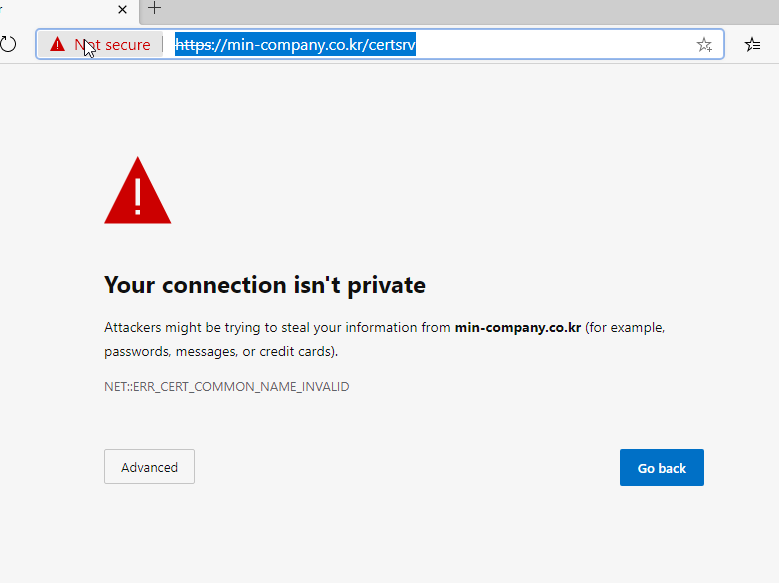 Not secure https://min-company.co.kr/certsrv
Your connection isn't private
Attackers might be trying to steal your information from min-company.co.kr (for example,
passwords, messages, or credit cards).
NET::ERR_CERT_COMMON_NAME_INVALID
Advanced Go back